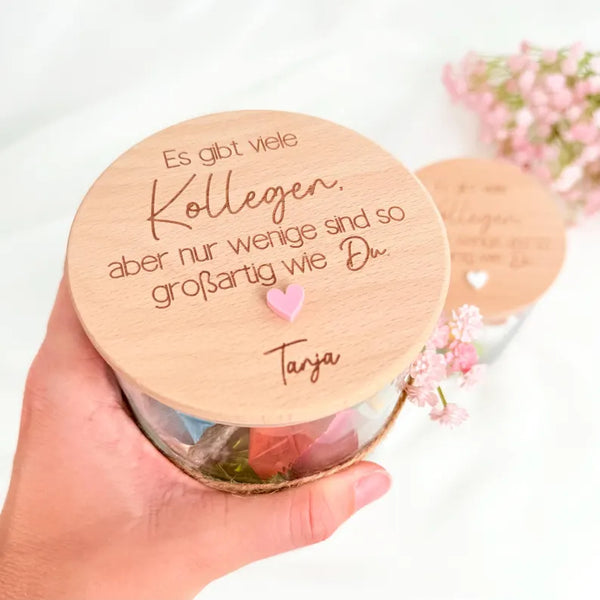 Es gibt viele
Kollegen,
aber nur wenige sind so
großartig wie Du.
Tanja